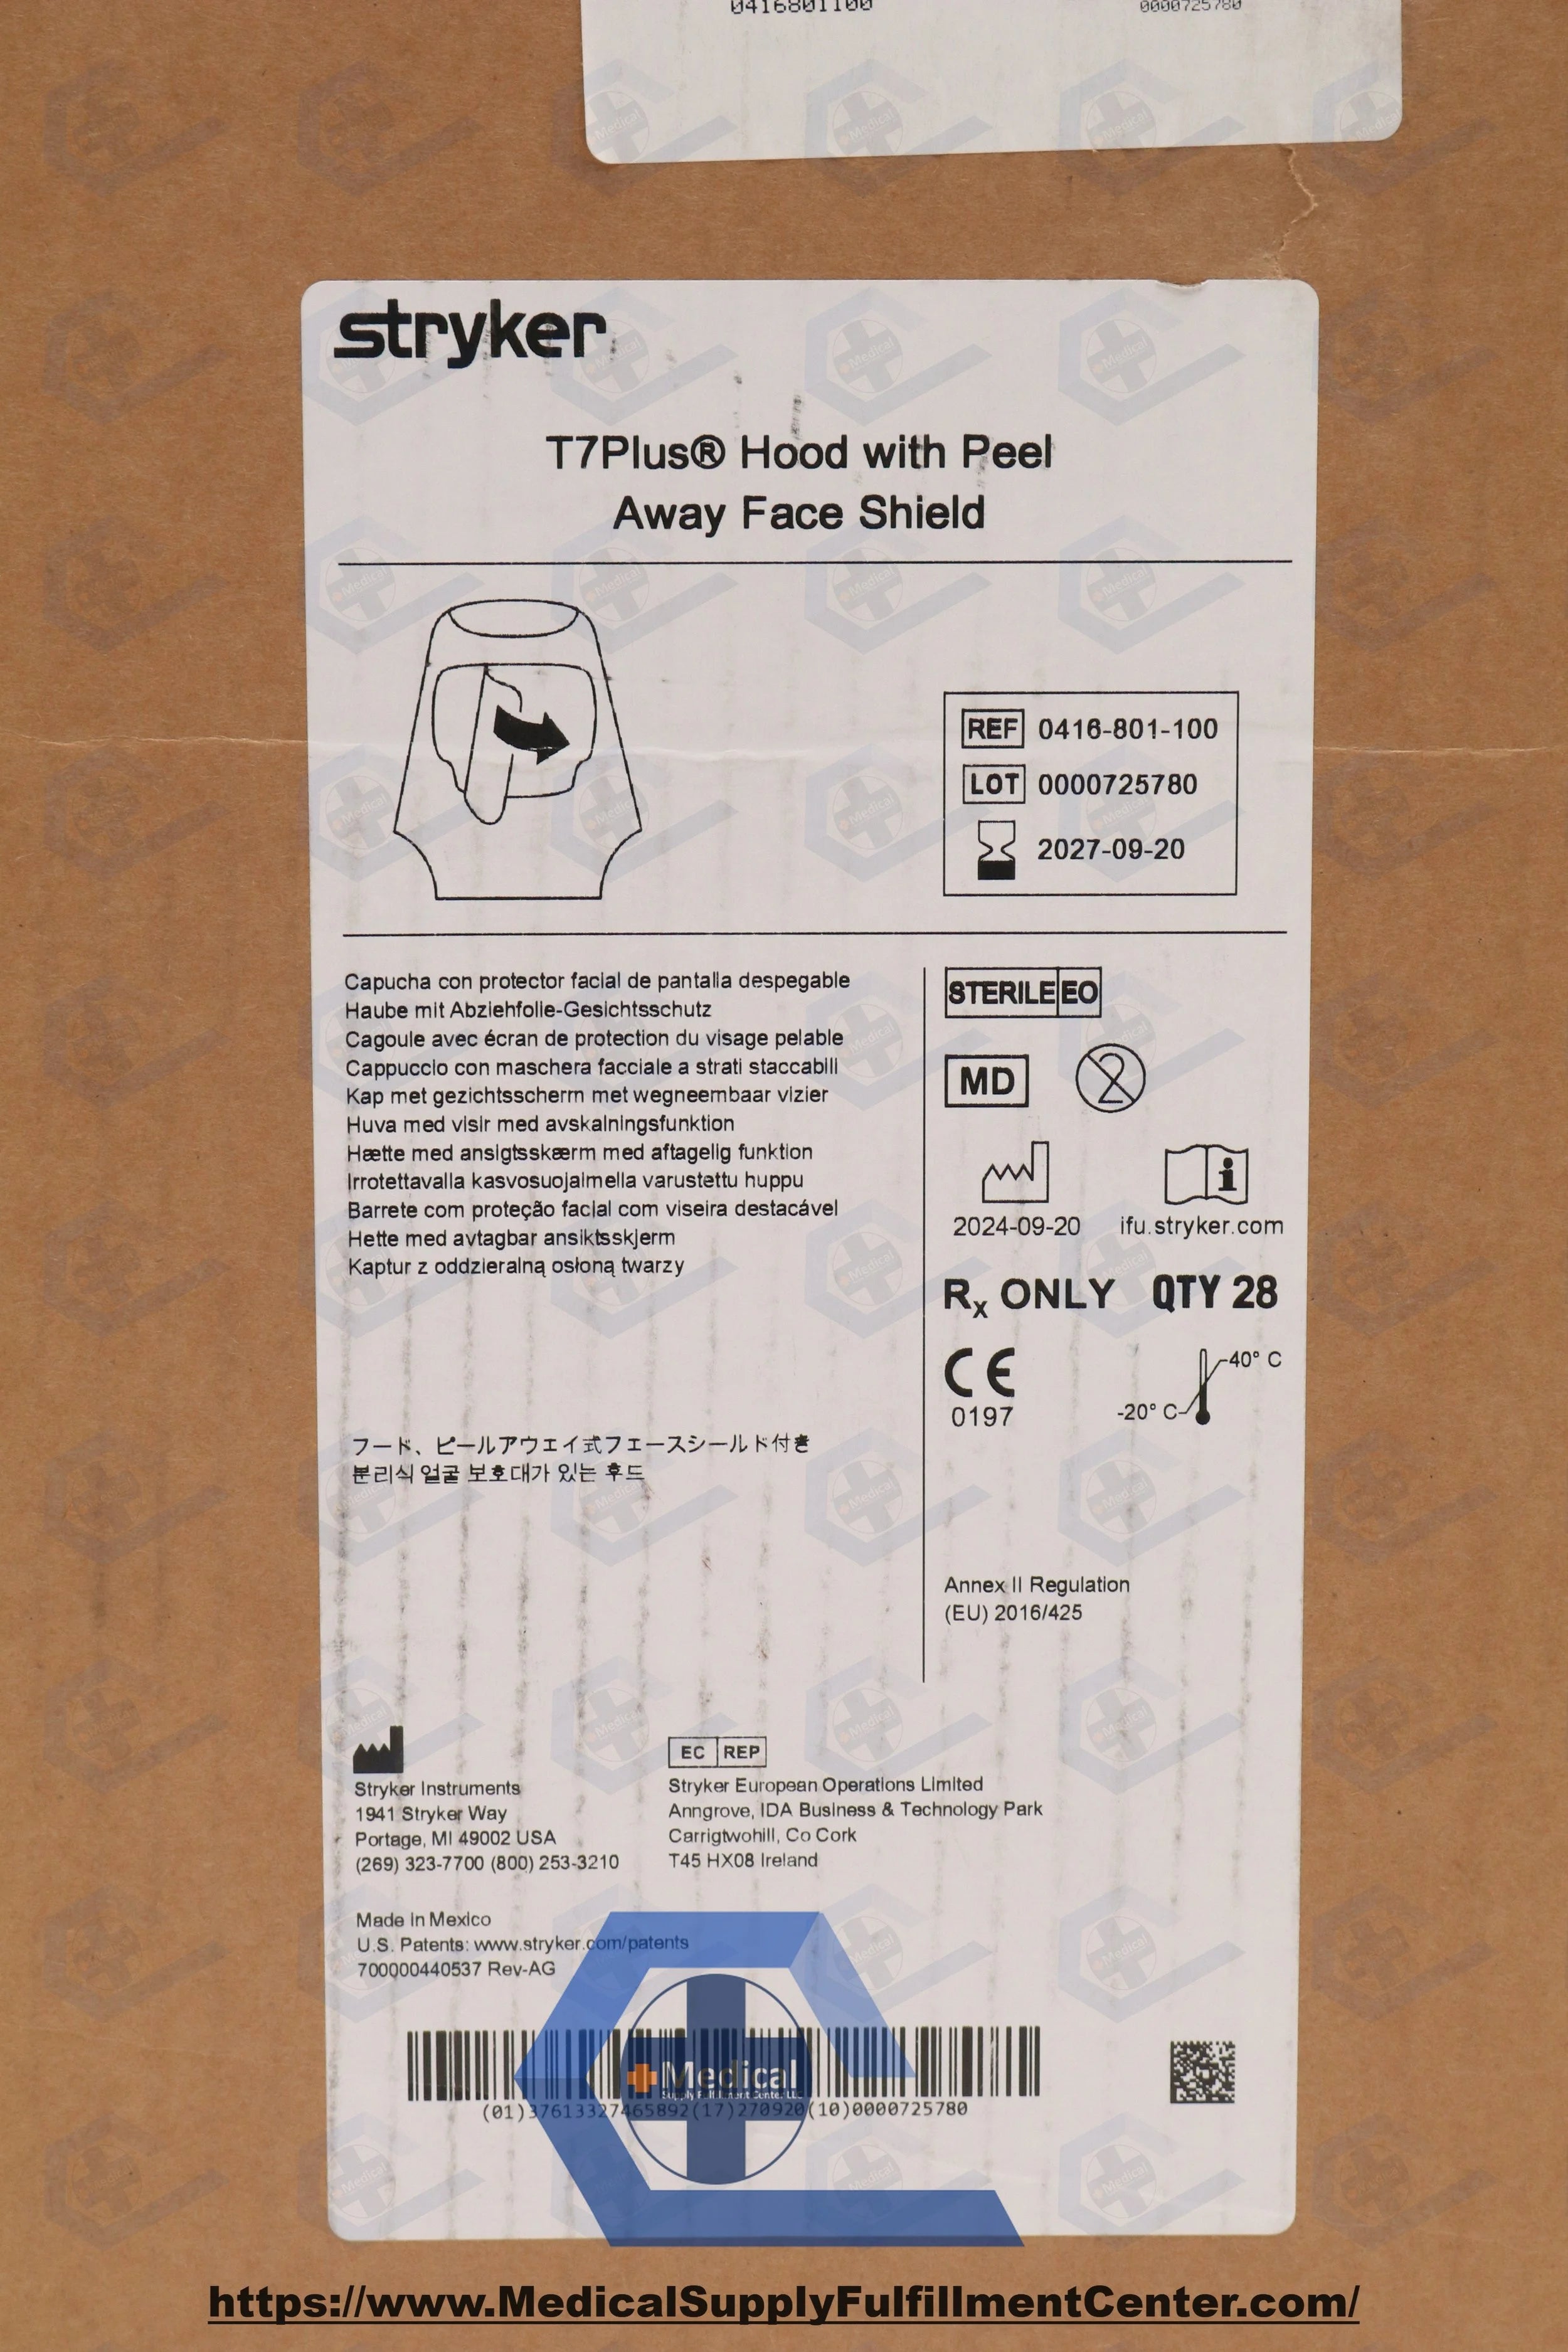 0416801100 0000725780
stryker
T7Plus® Hood with Peel
Away Face Shield
REF 0416-801-100
LOT 0000725780
2027-09-20
Capucha con protector facial de pantalla despegable
Haube mit Abziehfolie-Gesichtsschutz
Cagoule avec écran de protection du visage pelable
Cappuccio con maschera facciale a strati staccabili
Kap met gezichtsscherm met wegneembaar vizier
Huva med visir med avskalningsfunktion
Hætte med ansigtsskærm med aftagelig funktion
Irrotettavalla kasvosuojaimella varustettu huppu
Barrete com proteção facial com viseira destacável
Hette med avtagbar ansiktsskjerm
Kaptur z oddzieralną osłoną twarzy
フード、ピールアウェイ式フェースシールド付き
분리식 얼굴 보호대가 있는 후드
STERILE EO
MD 2
2024-09-20 ifu.stryker.com
Rx ONLY QTY 28
CE
0197
40° C
-20° C
Annex II Regulation
(EU) 2016/425
Stryker Instruments
1941 Stryker Way
Portage, MI 49002 USA
(269) 323-7700 (800) 253-3210
EC REP
Stryker European Operations Limited
Anngrove, IDA Business & Technology Park
Carrigtwohill, Co Cork
T45 HX08 Ireland
Made in Mexico
U.S. Patents: www.stryker.com/patents
700000440537 Rev-AG
Medical
Supply Fulfillment Center LLC
(01)37613327465892(17)270920(10)0000725780
https://www.MedicalSupplyFulfillmentCenter.com/